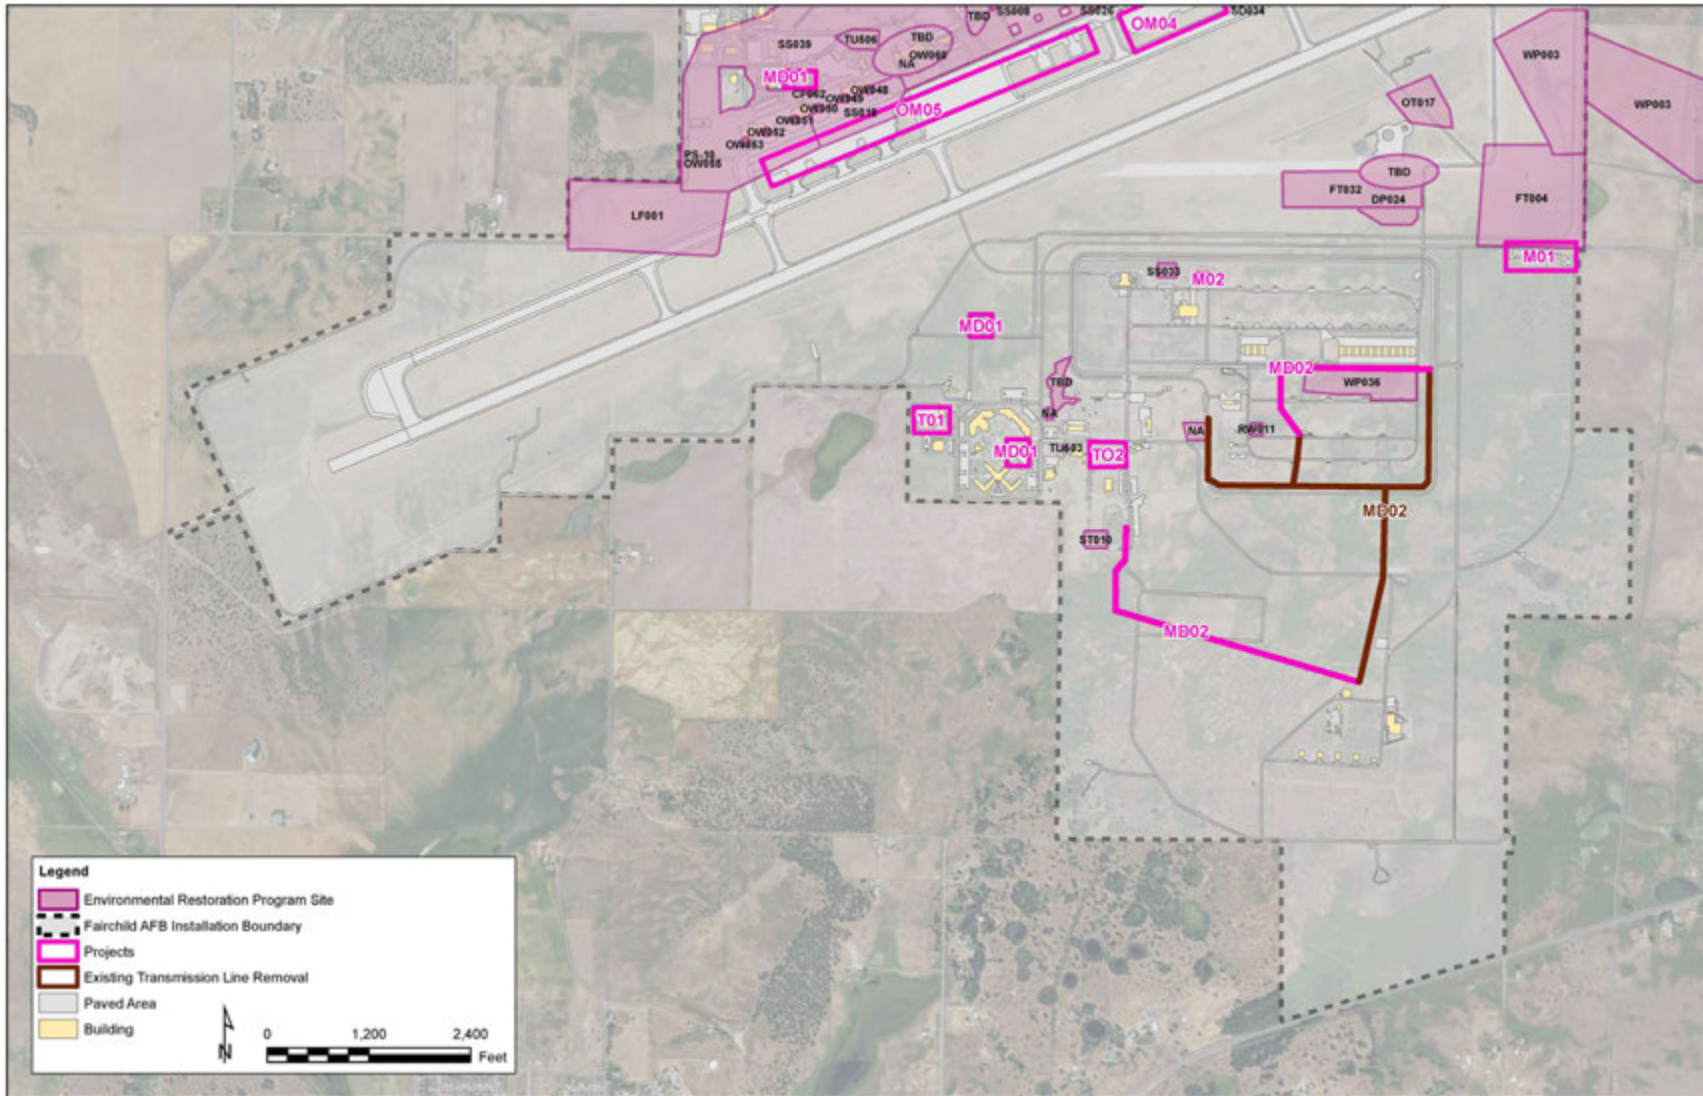 TBD
SS008
SS026
OM04
SD034
SS039
TU506
TBD
OW060
NA
WP003
MD01
CF002
OW048
OW049
OW050
SS018
OM05
OT017
WP003
OW051
OW052
OW053
PS-10
OW055
TBD
FT032
DP024
FT004
LF001
M01
SS033
M02
MD01
MD02
WP036
TBD
NA
T01
MD01
TU603
TO2
NA
RW011
MD02
ST010
MD02
Legend
Environmental Restoration Program Site
Fairchild AFB Installation Boundary
Projects
Existing Transmission Line Removal
Paved Area
Building
N
0 1,200 2,400
Feet